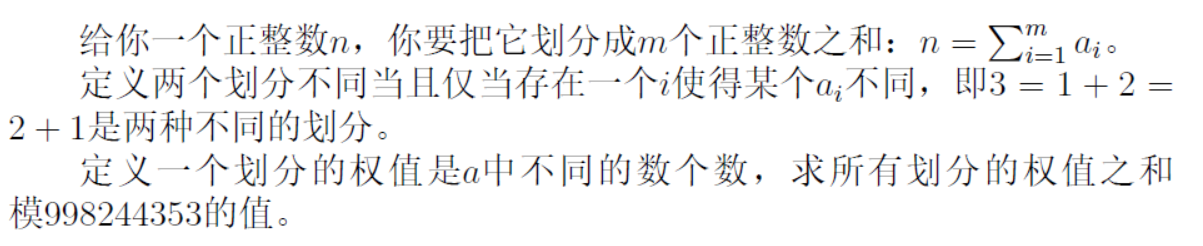 给你一个正整数n，你要把它划分成m个正整数之和：n = ∑_{i=1}^{m} a_i。
定义两个划分不同当且仅当存在一个i使得某个a_i不同，即3 = 1 + 2 =
2 + 1是两种不同的划分。
定义一个划分的权值是a中不同的数个数，求所有划分的权值之和
模998244353的值。